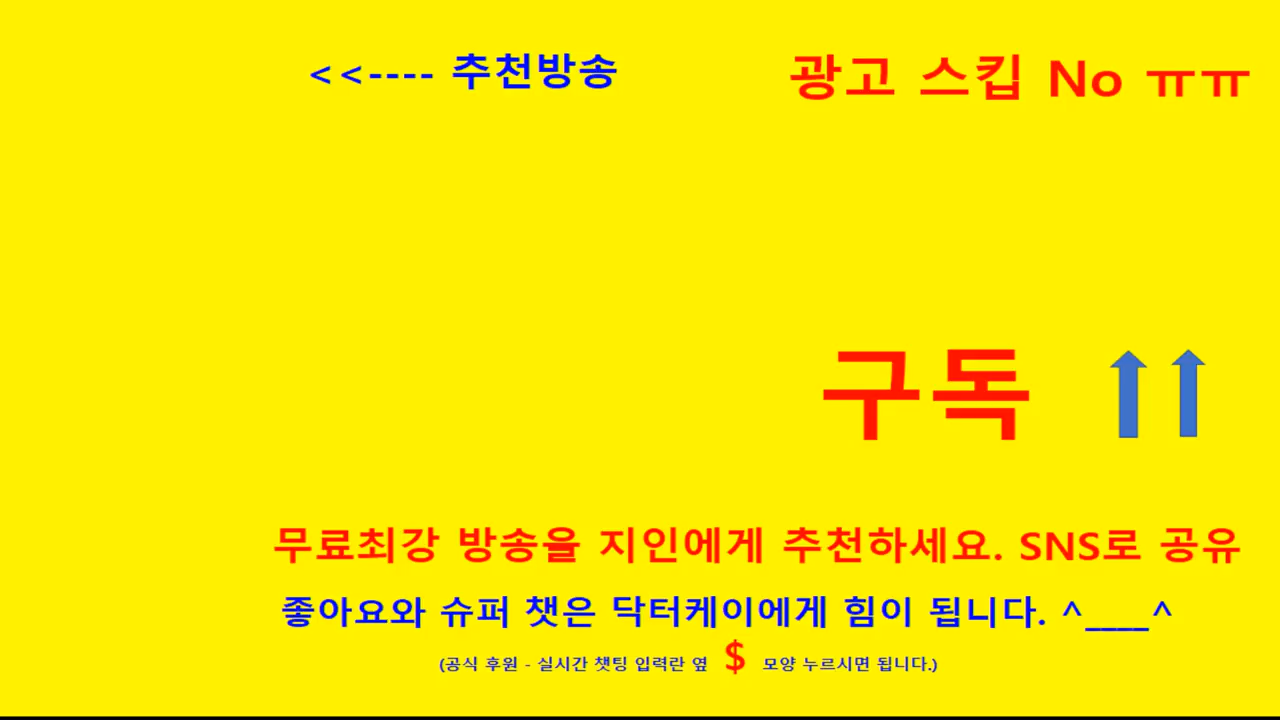 <<---- 추천방송
광고 스킵 No ㅠㅠ
구독
무료최강 방송을 지인에게 추천하세요. SNS로 공유
좋아요와 슈퍼 챗은 닥터케이에게 힘이 됩니다. ^____^
(공식 후원 - 실시간 챗팅 입력란 옆 $ 모양 누르시면 됩니다.)